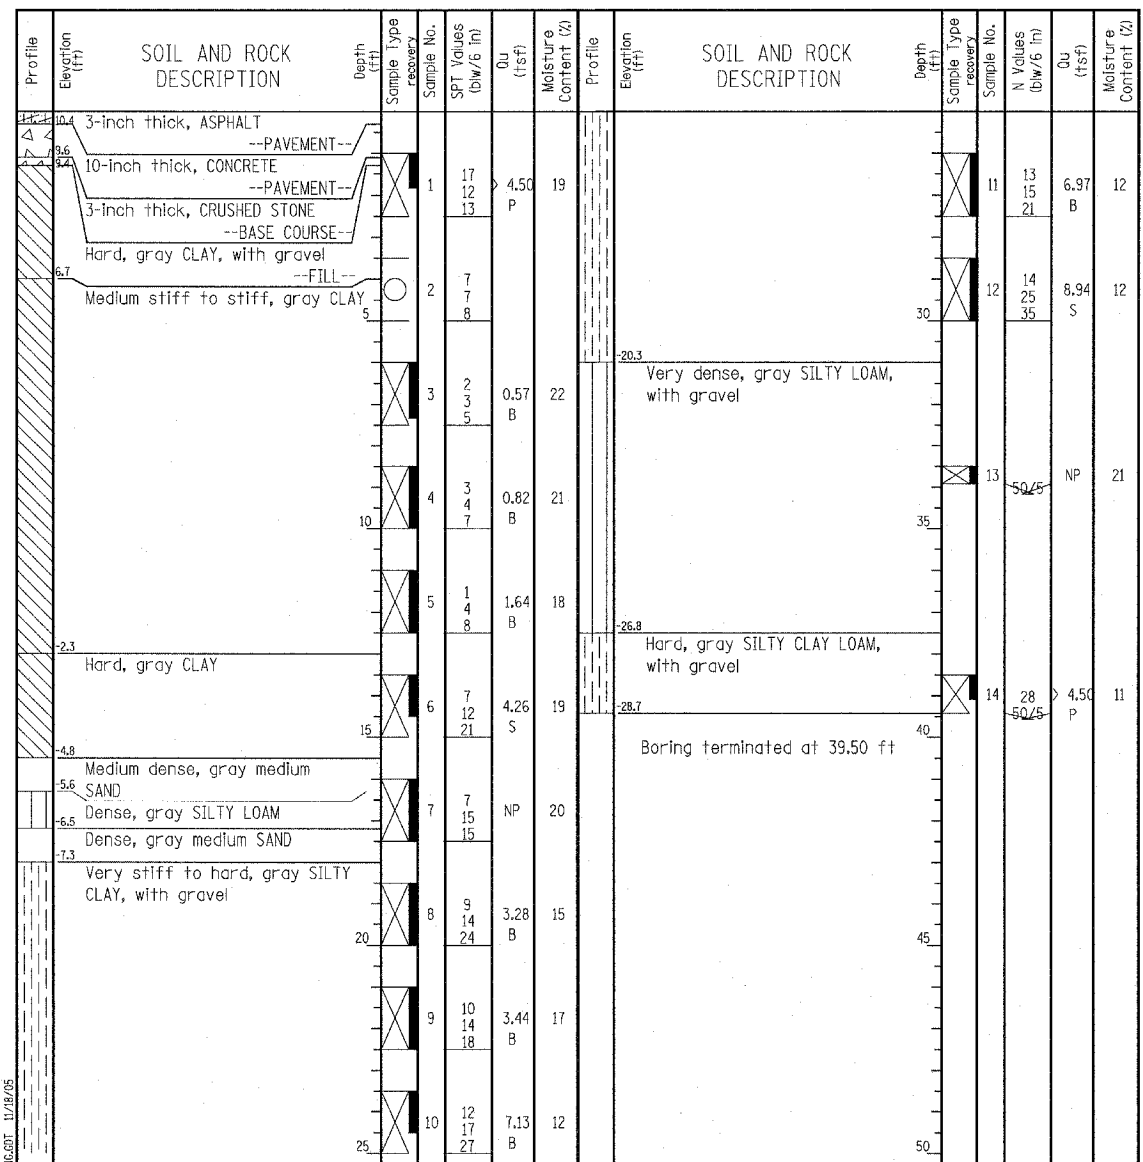 Profile
Elevation
(ft)
SOIL AND ROCK
DESCRIPTION
Depth
(ft)
Sample Type
recovery
Sample No.
SPT Values
(blw/6 in)
Qu
(tsf)
Moisture
Content (%)
10.4 3-inch thick, ASPHALT
--PAVEMENT--
9.6
9.4 10-inch thick, CONCRETE
--PAVEMENT--
3-inch thick, CRUSHED STONE
--BASE COURSE--
Hard, gray CLAY, with gravel
--FILL--
6.7
Medium stiff to stiff, gray CLAY
5
10
-2.3
Hard, gray CLAY
15
-4.8
Medium dense, gray medium
-5.6 SAND
Dense, gray SILTY LOAM
-6.5
Dense, gray medium SAND
-7.3
Very stiff to hard, gray SILTY
CLAY, with gravel
20
25
1 17 > 4.50 19
12 P
13
2 7
7
8
3 2 0.57 22
3 B
5
4 3 0.82 21
4 B
7
5 1 1.64 18
4 B
8
6 7 4.26 19
12 S
21
7 7 NP 20
15
15
8 9 3.28 15
14 B
24
9 10 3.44 17
14 B
18
10 12 7.13 12
17 B
27
Profile
Elevation
(ft)
SOIL AND ROCK
DESCRIPTION
Depth
(ft)
Sample Type
recovery
Sample No.
N Values
(blw/6 in)
Qu
(tsf)
Moisture
Content (%)
11 13 6.97 12
15 B
21
12 14 8.94 12
25 S
35
30
-20.3
Very dense, gray SILTY LOAM,
with gravel
13 50/5 NP 21
35
-26.8
Hard, gray SILTY CLAY LOAM,
with gravel
14 28 > 4.50 11
50/5 P
-28.7
40
Boring terminated at 39.50 ft
45
50
11/18/05